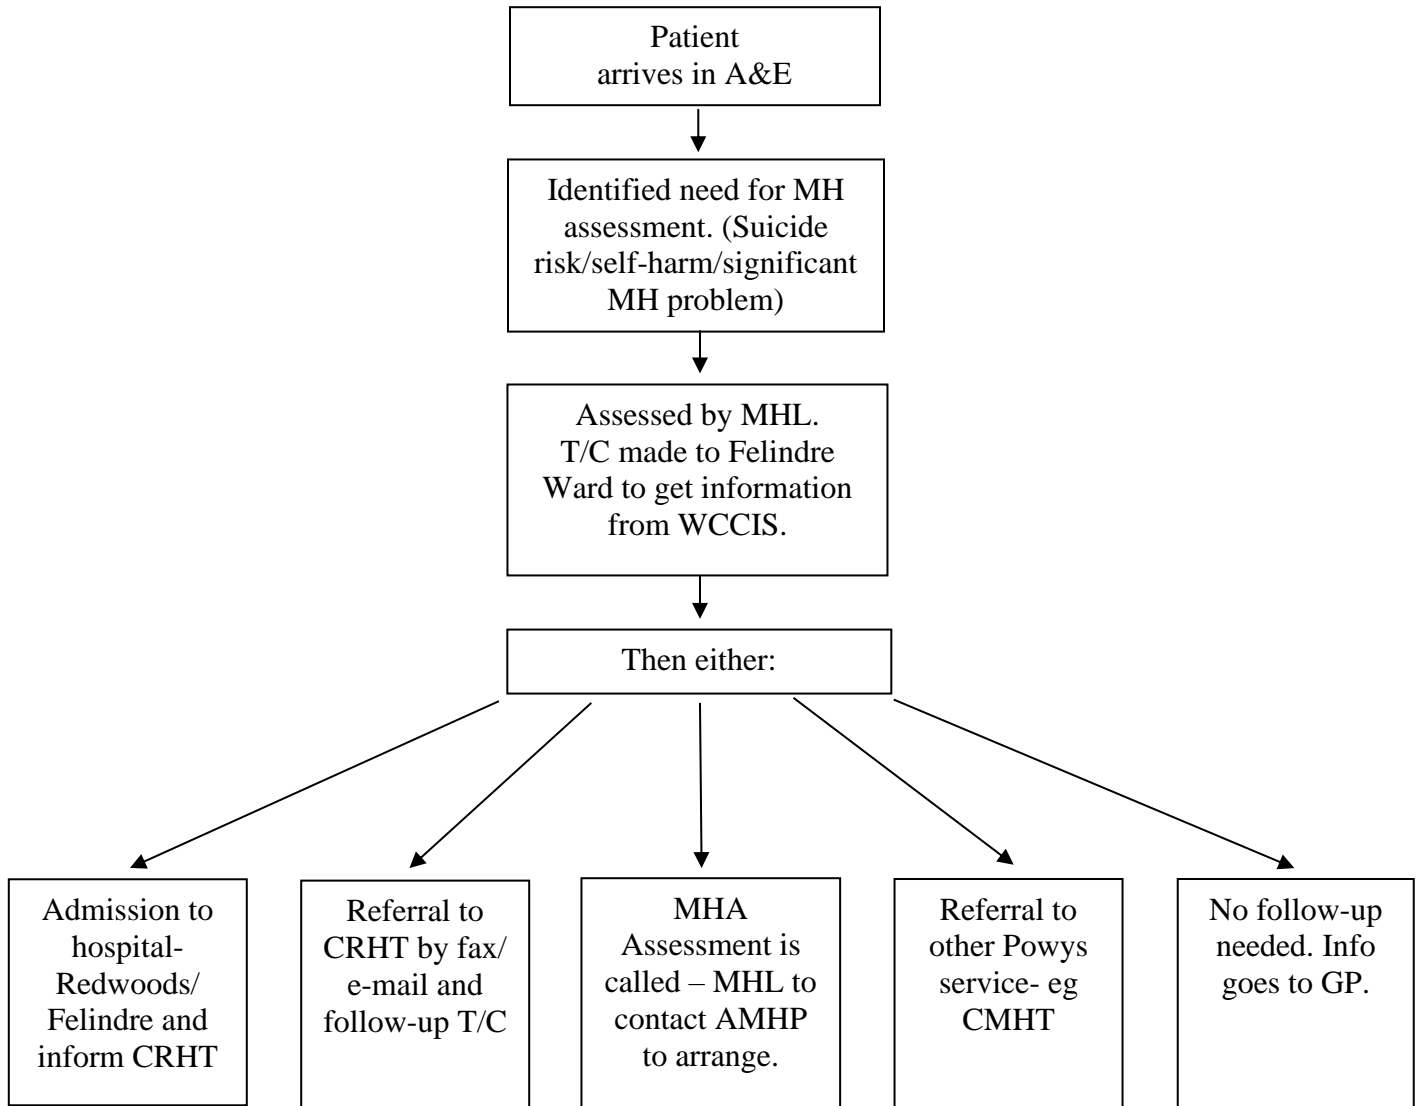 Patient
arrives in A&E
Identified need for MH
assessment. (Suicide
risk/self-harm/significant
MH problem)
Assessed by MHL.
T/C made to Felindre
Ward to get information
from WCCIS.
Then either:
Admission to
hospital-
Redwoods/
Felindre and
inform CRHT
Referral to
CRHT by fax/
e-mail and
follow-up T/C
MHA
Assessment is
called – MHL to
contact AMHP
to arrange.
Referral to
other Powys
service- eg
CMHT
No follow-up
needed. Info
goes to GP.